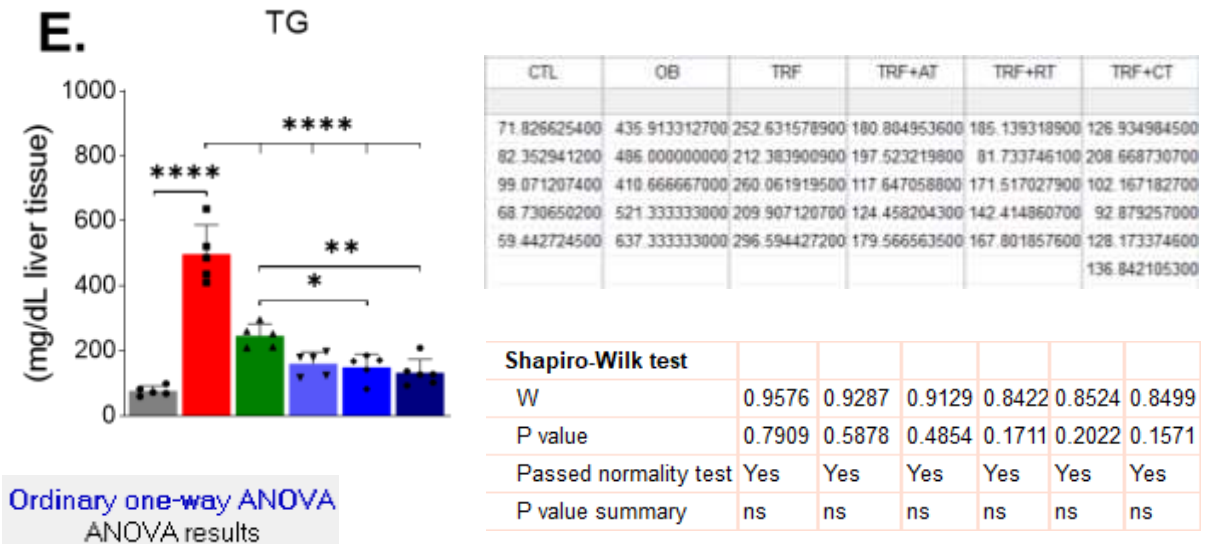 E.
TG
(mg/dL liver tissue)
1000
800
600
400
200
0
****
****
**
*
CTL OB TRF TRF+AT TRF+RT TRF+CT
71.826625400 435.913312700 252.631578900 180.804953600 185.139318900 126.934984500
82.352941200 486.000000000 212.383900900 197.523219800 81.733746100 208.668730700
99.071207400 410.666667000 260.061919500 117.647058800 171.517027900 102.167182700
68.730650200 521.333333000 209.907120700 124.458204300 142.414860700 92.879257000
59.442724500 637.333333000 296.594427200 179.566563500 167.801857600 128.173374600
136.842105300
Shapiro-Wilk test
W 0.9576 0.9287 0.9129 0.8422 0.8524 0.8499
P value 0.7909 0.5878 0.4854 0.1711 0.2022 0.1571
Passed normality test Yes Yes Yes Yes Yes Yes
P value summary ns ns ns ns ns ns
Ordinary one-way ANOVA
ANOVA results